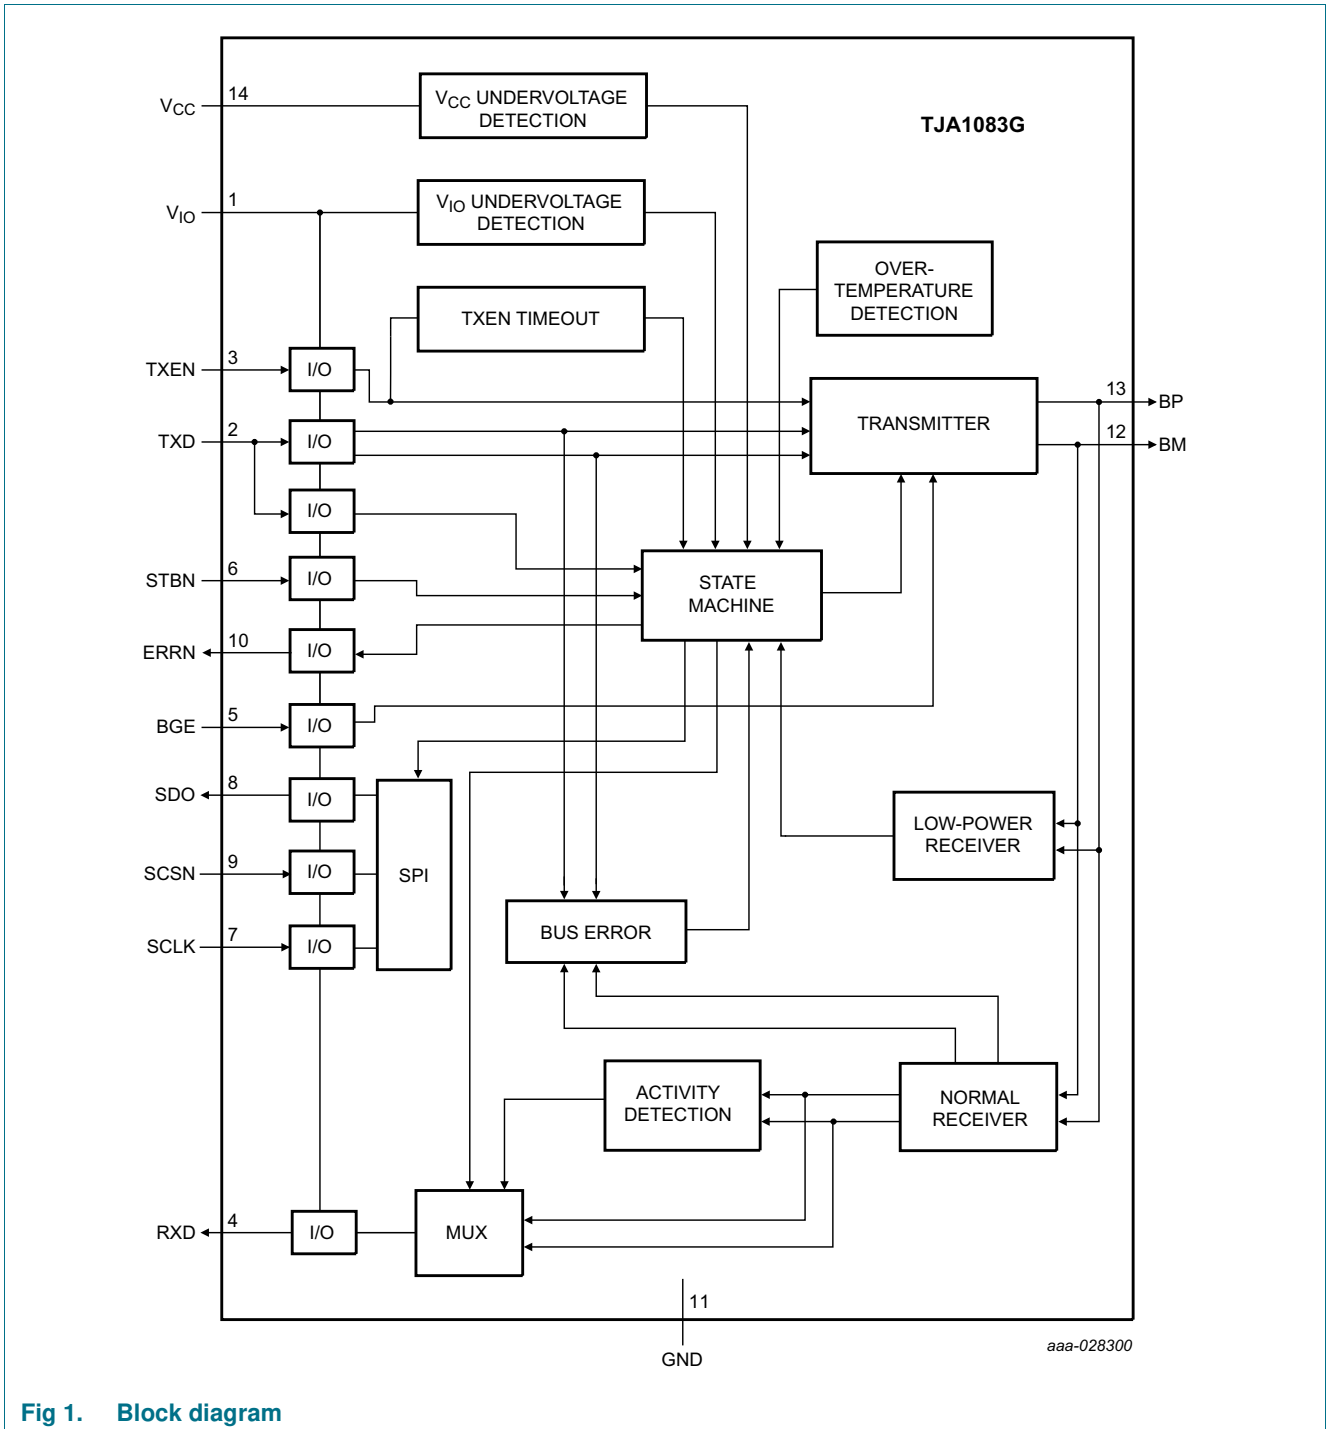 14
VCC
VCC UNDERVOLTAGE
DETECTION
TJA1083G
1
VIO
VIO UNDERVOLTAGE
DETECTION
OVER-
TEMPERATURE
DETECTION
TXEN TIMEOUT
3
TXEN
I/O
13
BP
TRANSMITTER
2
TXD
I/O
12
BM
I/O
6
STBN
I/O
STATE
MACHINE
10
ERRN
I/O
5
BGE
I/O
8
SDO
I/O
LOW-POWER
RECEIVER
9
SCSN
I/O
SPI
7
SCLK
I/O
BUS ERROR
ACTIVITY
DETECTION
NORMAL
RECEIVER
4
RXD
I/O
MUX
11
GND
aaa-028300
Fig 1. Block diagram